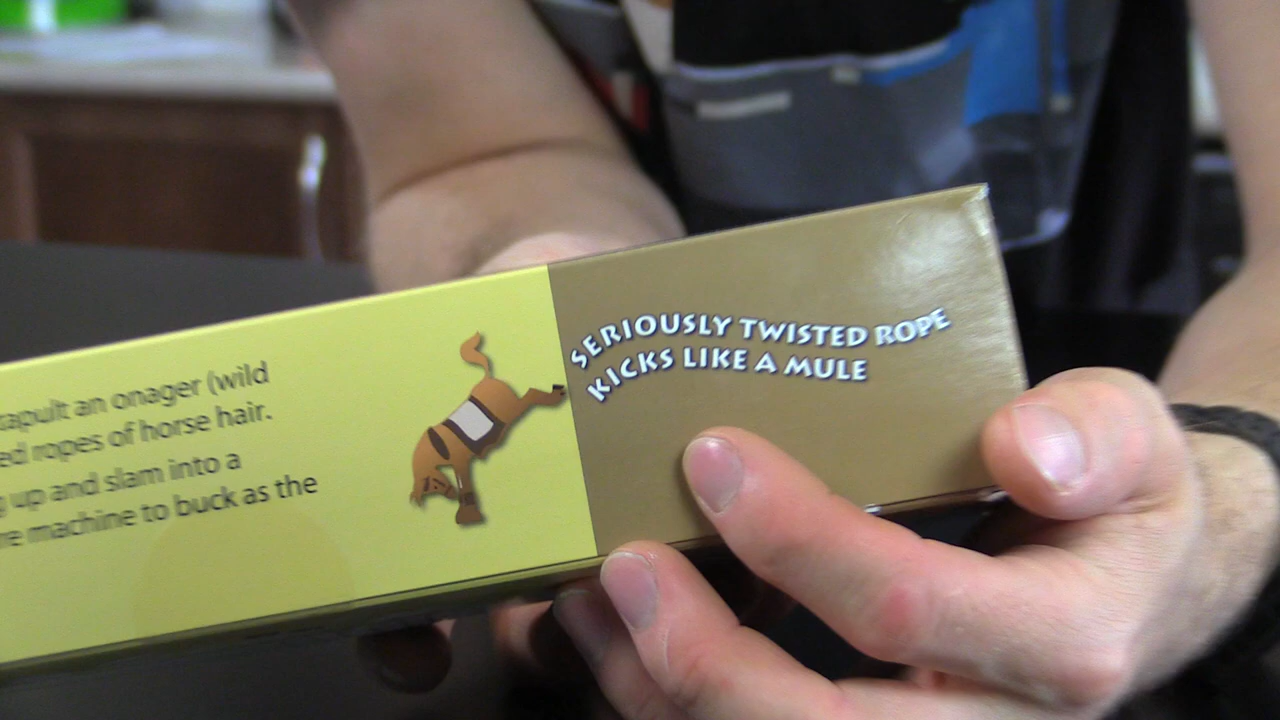 apult an onager (wild
ed ropes of horse hair.
g up and slam into a
re machine to buck as the
SERIOUSLY TWISTED ROPE
KICKS LIKE A MULE